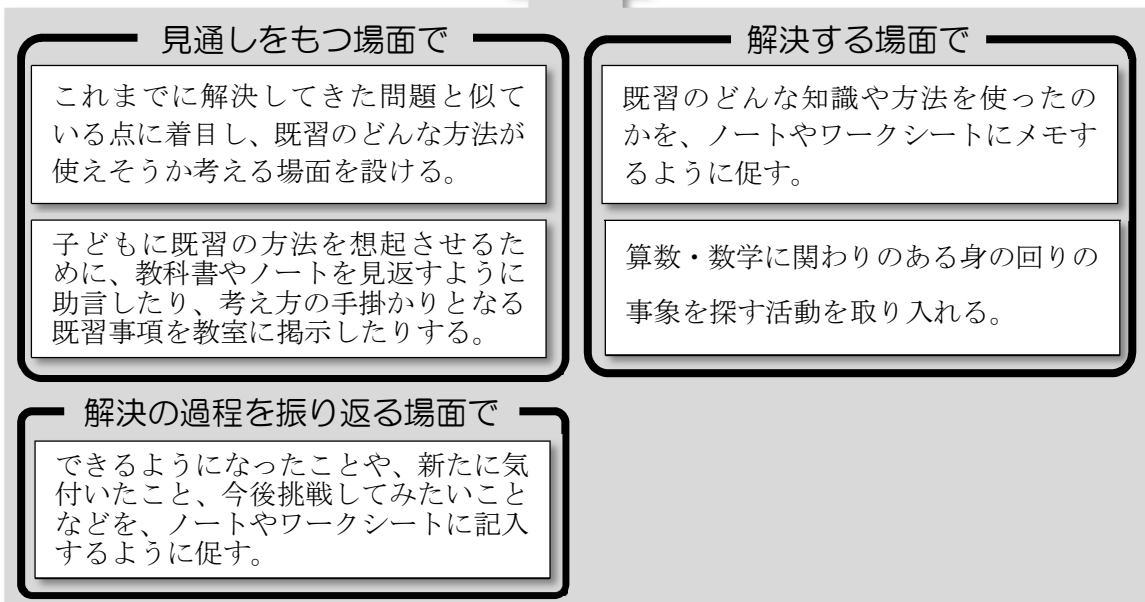 見通しをもつ場面で
これまでに解決してきた問題と似て
いる点に着目し、既習のどんな方法が
使えそうか考える場面を設ける。
子どもに既習の方法を想起させるた
めに、教科書やノートを見返すように
助言したり、考え方の手掛かりとなる
既習事項を教室に掲示したりする。
解決する場面で
既習のどんな知識や方法を使ったの
かを、ノートやワークシートにメモす
るように促す。
算数・数学に関わりのある身の回りの
事象を探す活動を取り入れる。
解決の過程を振り返る場面で
できるようになったことや、新たに気
付いたこと、今後挑戦してみたいこと
などを、ノートやワークシートに記入
するように促す。